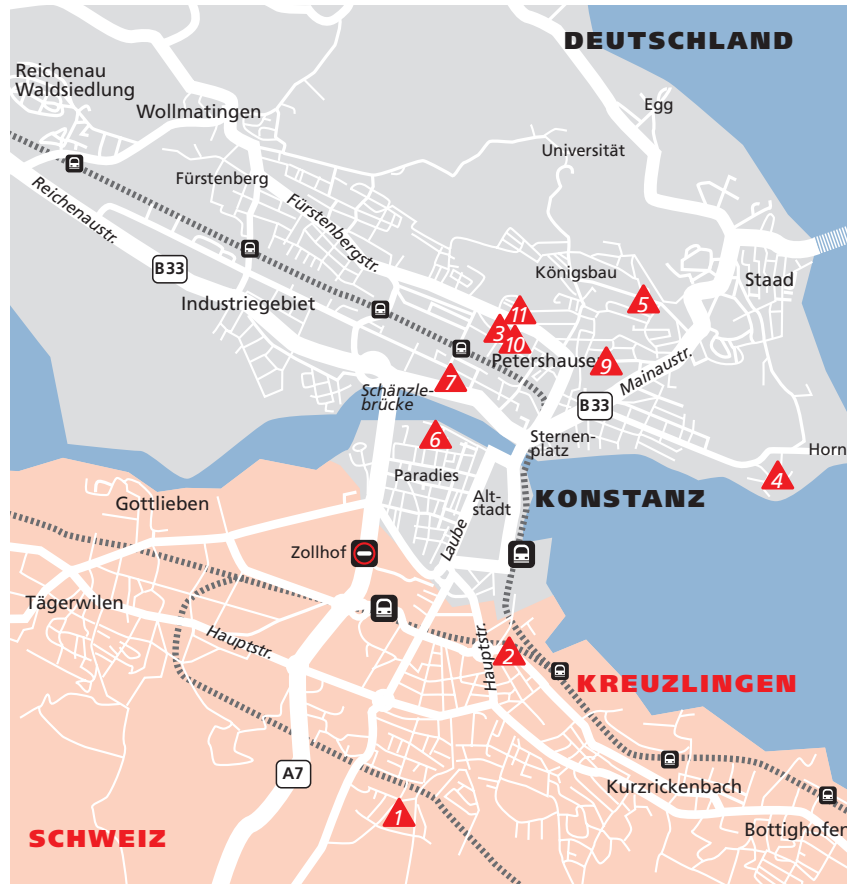 DEUTSCHLAND
Reichenau
Waldsiedlung
Wollmatingen
Egg
Universität
Fürstenberg
Reichenaustr.
Fürstenbergstr.
B33
Königsbau
Staad
Industriegebiet
5
11
3
10
Petershause
9
Mainaustr.
7
Schänzle-
brücke
B33
6
Sternen-
platz
Horn
Paradies
4
Alt-
stadt
KONSTANZ
Gottlieben
Laube
Zollhof
Tägerwilen
Hauptstr.
Hauptstr.
2
KREUZLINGEN
A7
Kurzrickenbach
1
Bottighofen
SCHWEIZ